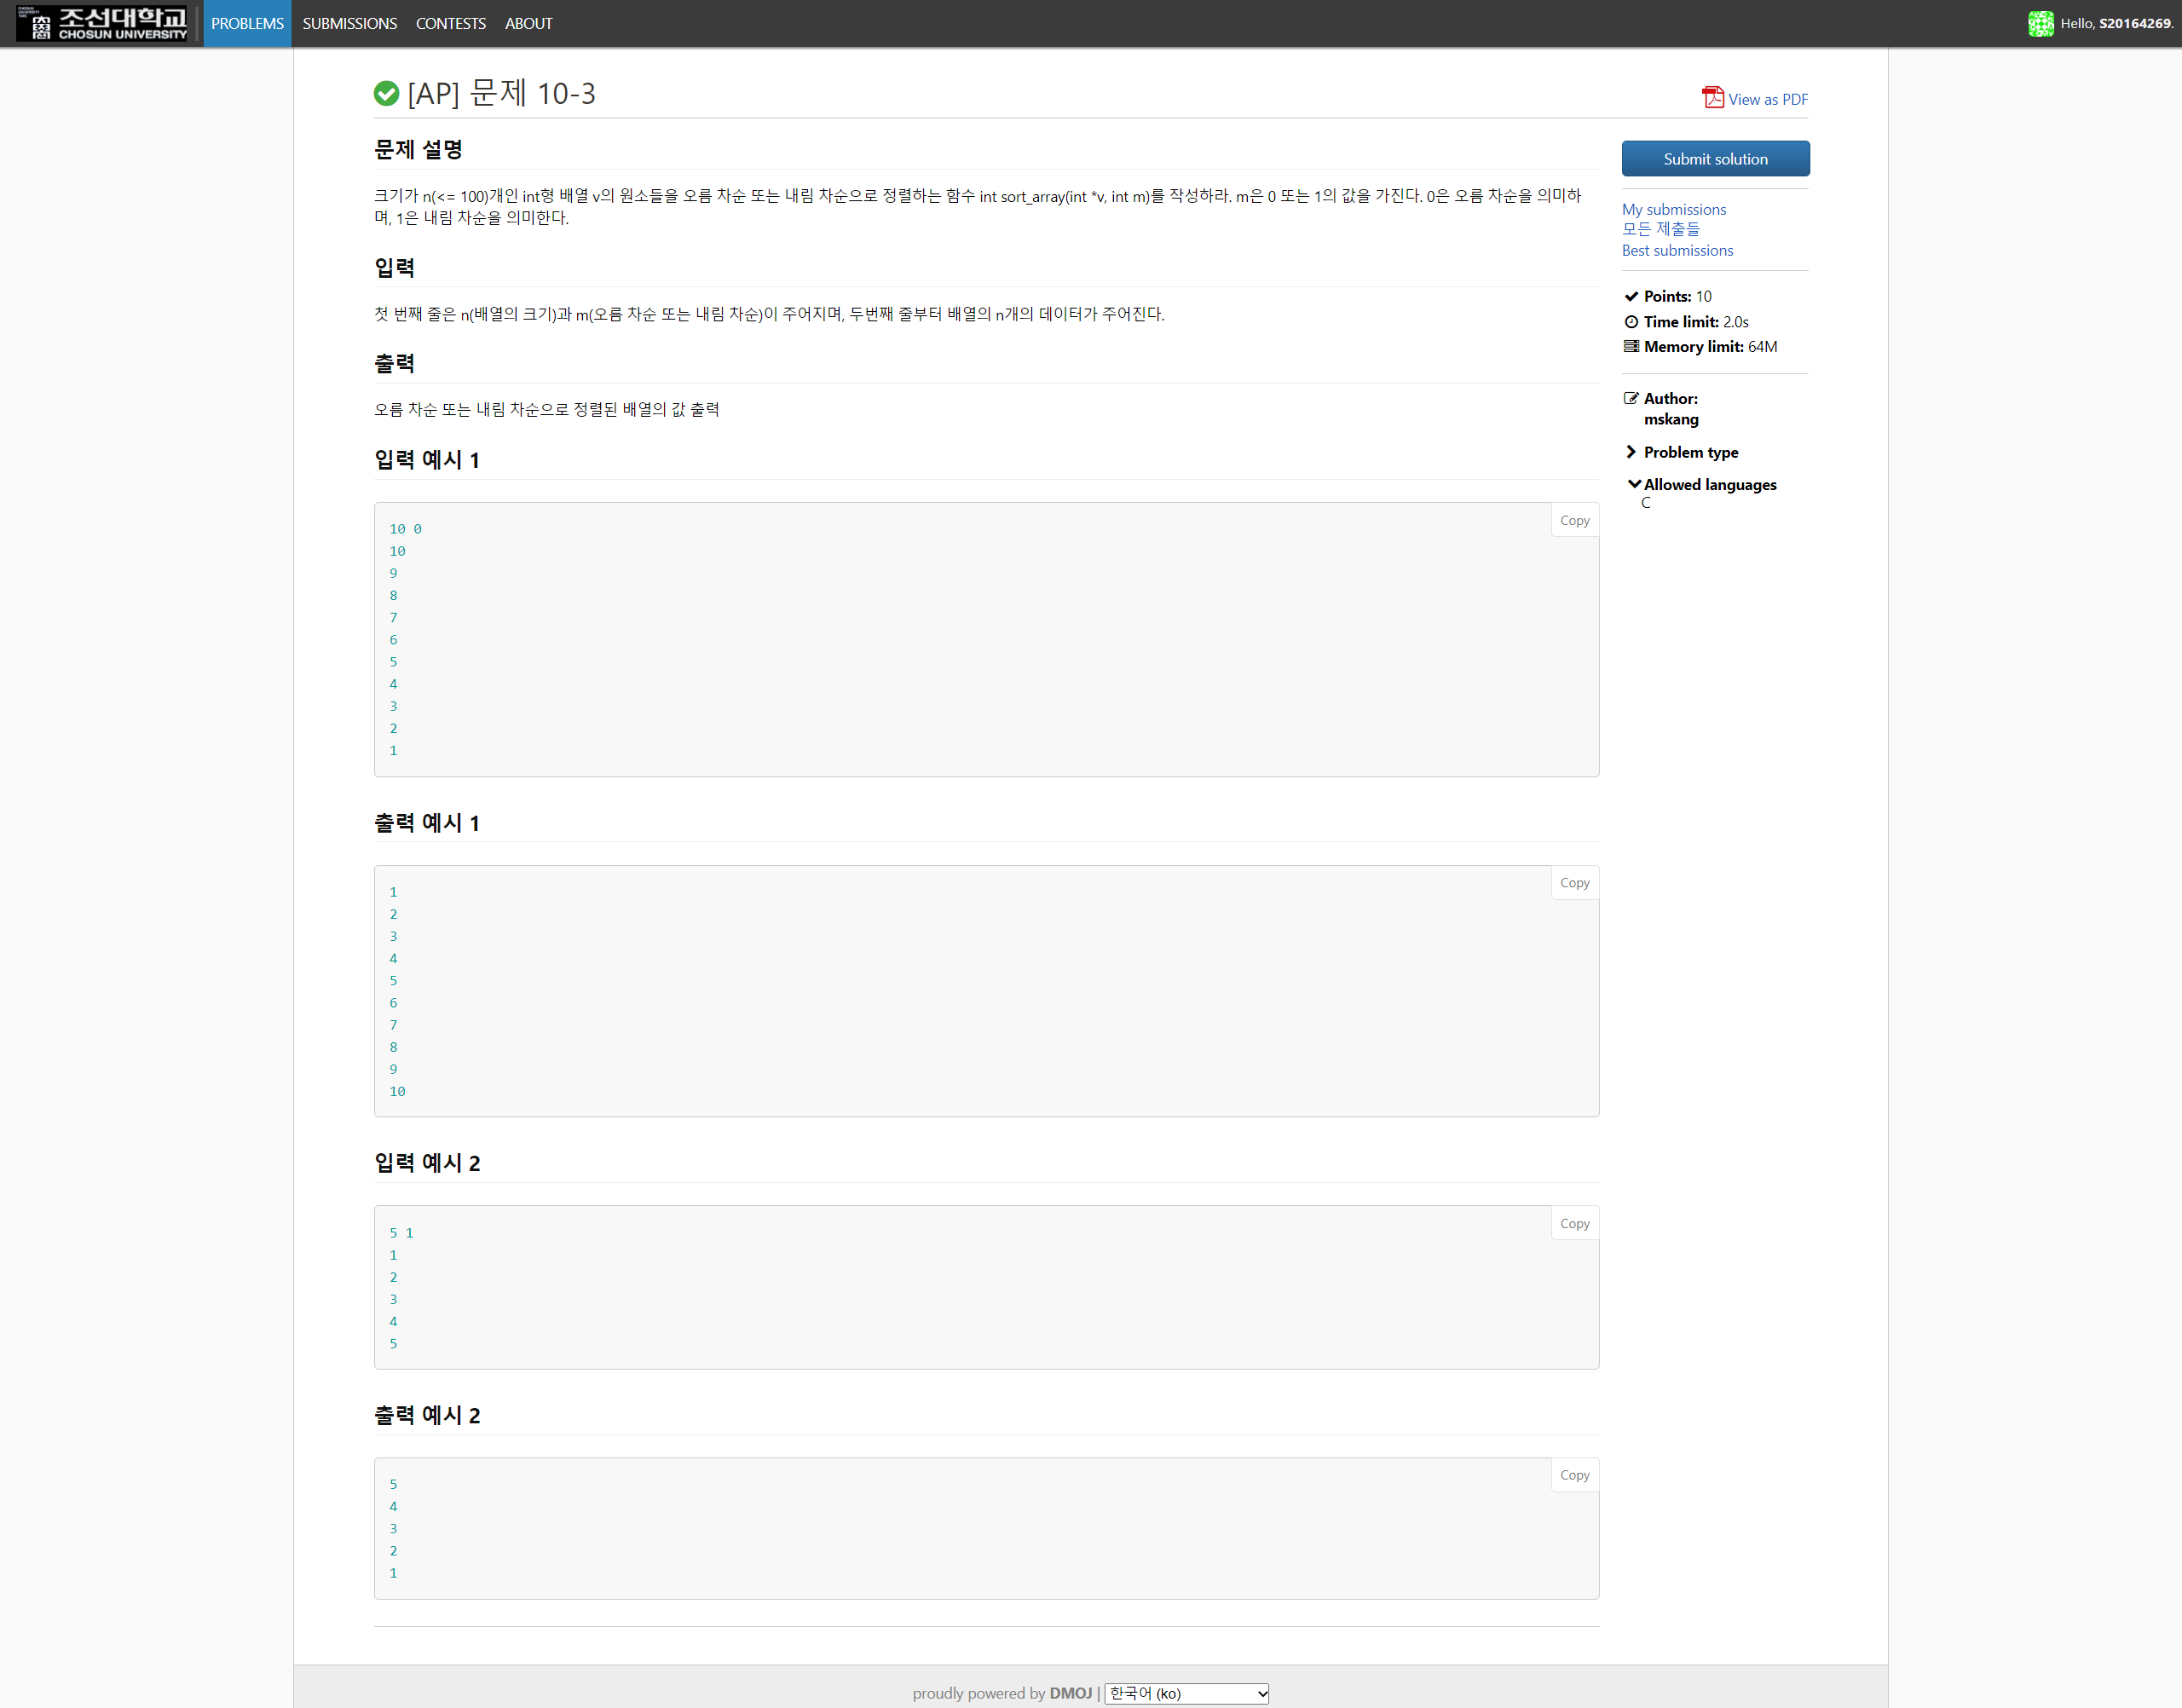 조선대학교
CHOSUN UNIVERSITY
PROBLEMS SUBMISSIONS CONTESTS ABOUT
Hello, S20164269.
[AP] 문제 10-3
View as PDF
문제 설명
크기가 n(<= 100)개인 int형 배열 v의 원소들을 오름 차순 또는 내림 차순으로 정렬하는 함수 int sort_array(int *v, int m)를 작성하라. m은 0 또는 1의 값을 가진다. 0은 오름 차순을 의미하
며, 1은 내림 차순을 의미한다.
입력
첫 번째 줄은 n(배열의 크기)과 m(오름 차순 또는 내림 차순)이 주어지며, 두번째 줄부터 배열의 n개의 데이터가 주어진다.
출력
오름 차순 또는 내림 차순으로 정렬된 배열의 값 출력
입력 예시 1
Copy
10 0
10
9
8
7
6
5
4
3
2
1
출력 예시 1
Copy
1
2
3
4
5
6
7
8
9
10
입력 예시 2
Copy
5 1
1
2
3
4
5
출력 예시 2
Copy
5
4
3
2
1
Submit solution
My submissions
모든 제출들
Best submissions
Points: 10
Time limit: 2.0s
Memory limit: 64M
Author:
mskang
Problem type
Allowed languages
C
proudly powered by DMOJ | 한국어 (ko)